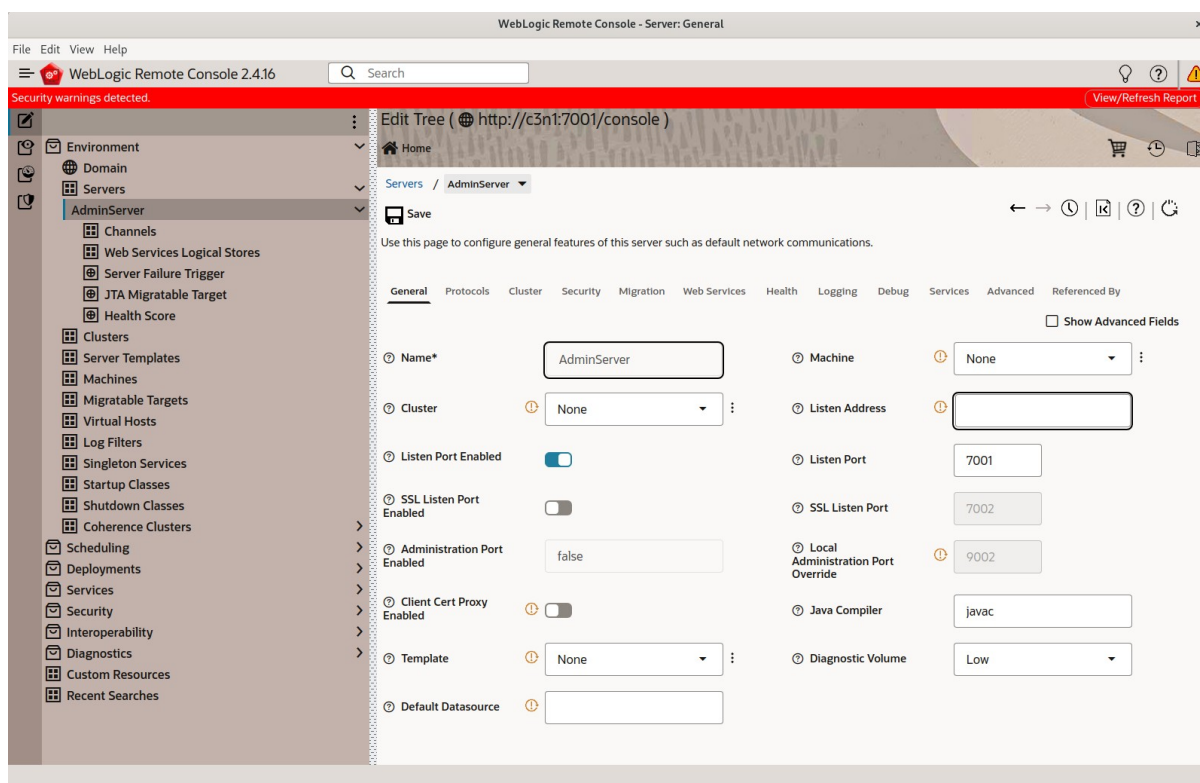 WebLogic Remote Console - Server: General
File Edit View Help
WebLogic Remote Console 2.4.16
Search
Security warnings detected.
View/Refresh Report
Environment
Domain
Servers
AdminServer
Channels
Web Services Logical Stores
Server Failure Trigger
JTA Migratable Target
Health Score
Clusters
Server Templates
Machines
Migratable Targets
Virtual Hosts
Log Filters
Singleton Services
Startup Classes
Shutdown Classes
Coherence Clusters
Scheduling
Deployments
Services
Security
Interoperability
Diagnostics
Custom Resources
Recent Searches
Edit Tree ( http://c3n1:7001/console )
Home
Servers / AdminServer
Save
Use this page to configure general features of this server such as default network communications.
General Protocols Cluster Security Migration Web Services Health Logging Debug Services Advanced Referenced By
Show Advanced Fields
Name* AdminServer Machine None
Cluster None Listen Address
Listen Port Enabled Listen Port 7001
SSL Listen Port
Enabled
SSL Listen Port 7002
Administration Port
Enabled
false
Local
Administration Port
Override
9002
Client Cert Proxy
Enabled
Java Compiler javac
Template None Diagnostic Volume Low
Default Datasource